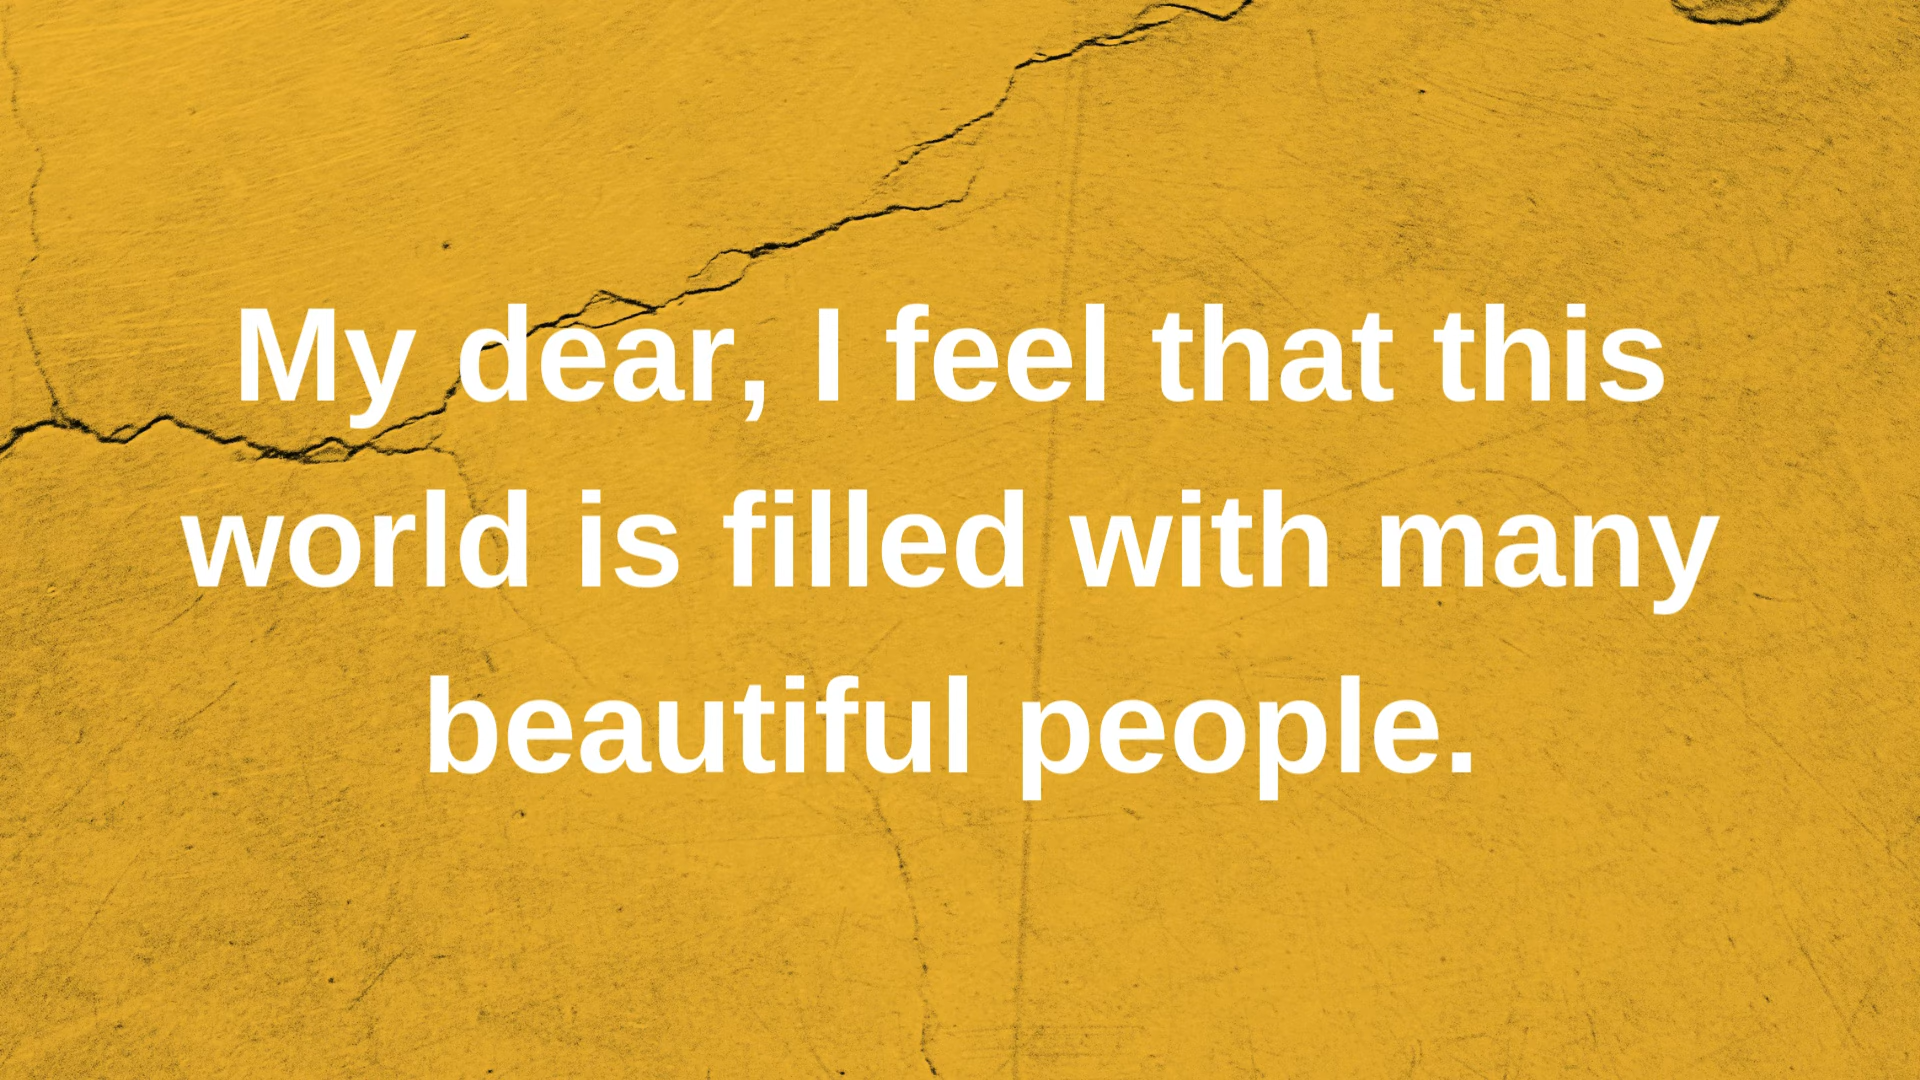 My dear, I feel that this
world is filled with many
beautiful people.